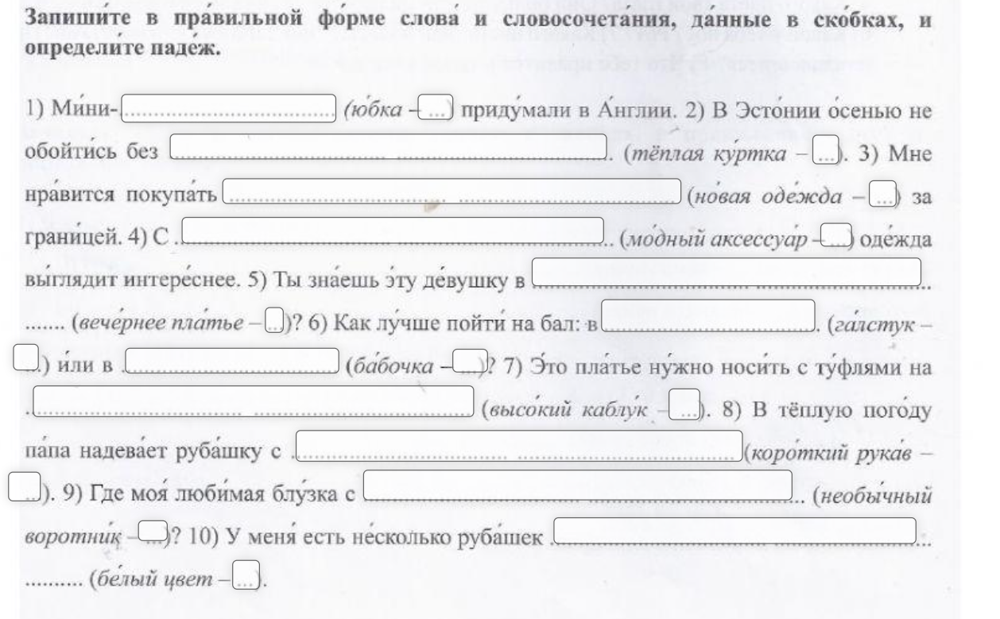 Запиши́те в пра́вильной фо́рме слова и словосочета́ния, данные в ско́бках, и
определи́те паде́ж.
1) Ми́ни-.................................... (ю́бка – ...) приду́мали в А́нглии. 2) В Эсто́нии о́сенью не
обойти́сь без .................................... (тёплая куртка – ...). 3) Мне
нра́вится покупа́ть .................................... (но́вая оде́жда – ...) за
грани́цей. 4) С .................................... (мо́дный аксессуа́р – ...) оде́жда
вы́глядит интере́снее. 5) Ты зна́ешь э́ту де́вушку в ....................................
....... (вече́рнее пла́тье – ...)? 6) Как лу́чше пойти́ на бал: в .................................... (га́лстук –
...) и́ли в .................................... (ба́бочка – ...)? 7) Э́то пла́тье ну́жно носи́ть с ту́флями на
.................................... (высо́кий каблу́к – ...). 8) В тёплую пого́ду
па́па надева́ет руба́шку с .................................... (коро́ткий рука́в –
...). 9) Где моя́ люби́мая блу́зка с .................................... (необы́чный
воротни́к – ...)? 10) У меня́ есть не́сколько руба́шек ....................................
.......... (бе́лый цвет – ...).